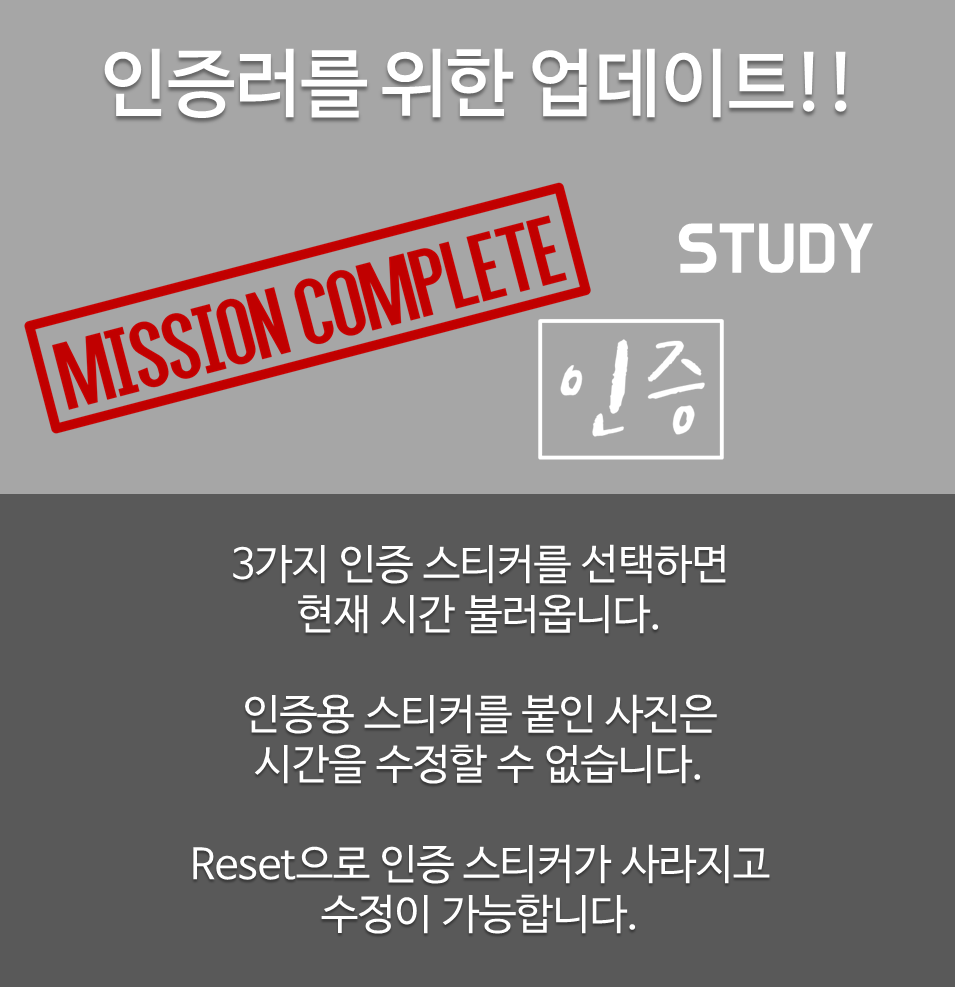 인증러를 위한 업데이트!!
MISSION COMPLETE
STUDY
인증
3가지 인증 스티커를 선택하면
현재 시간 불러옵니다.
인증용 스티커를 붙인 사진은
시간을 수정할 수 없습니다.
Reset으로 인증 스티커가 사라지고
수정이 가능합니다.